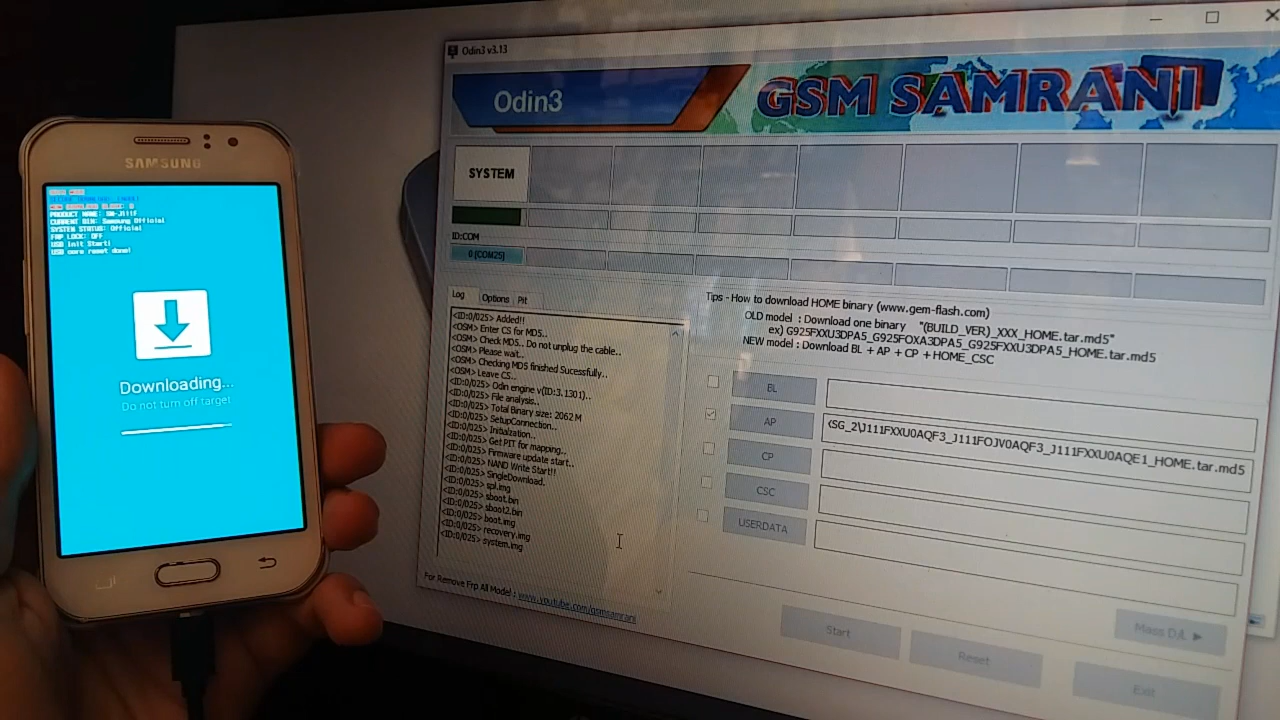 SAMSUNG
PRODUCT NAME: SM-J111F
CURRENT BIN: Samsung Official
SYSTEM STATUS: Official
FRP LOCK: OFF
USB Init Start!
USB core reset done!
Downloading...
Do not turn off target
Odin3 v3.13
Odin3
GSM SAMRANI
SYSTEM
ID:COM
0:[COM25]
Log Options Pit
<ID:0/025> Added!!
<OSM> Enter CS for MD5..
<OSM> Check MD5.. Do not unplug the cable..
<OSM> Please wait..
<OSM> Checking MD5 finished Sucessfully..
<OSM> Leave CS..
<ID:0/025> Odin engine v(ID:3.1301)..
<ID:0/025> File analysis..
<ID:0/025> Total Binary size: 2062 M
<ID:0/025> SetupConnection..
<ID:0/025> Initialzation..
<ID:0/025> Get PIT for mapping..
<ID:0/025> Firmware update start..
<ID:0/025> NAND Write Start!!
<ID:0/025> SingleDownload.
<ID:0/025> spl.img
<ID:0/025> sboot.bin
<ID:0/025> sboot2.bin
<ID:0/025> boot.img
<ID:0/025> recovery.img
<ID:0/025> system.img
For Remove Frp All Model : www.youtube.com/gsmsamrani
Tips - How to download HOME binary (www.gem-flash.com)
OLD model : Download one binary "(BUILD_VER)_XXX_HOME.tar.md5"
ex) G925FXXU3DPA5_G925FOXA3DPA5_G925FXXU3DPA5_HOME.tar.md5
NEW model : Download BL + AP + CP + HOME_CSC
BL
AP
<SG_2\J111FXXU0AQF3_J111FOJV0AQF3_J111FXXU0AQE1_HOME.tar.md5
CP
CSC
USERDATA
Mass D/L ▶
Start
Reset
Exit